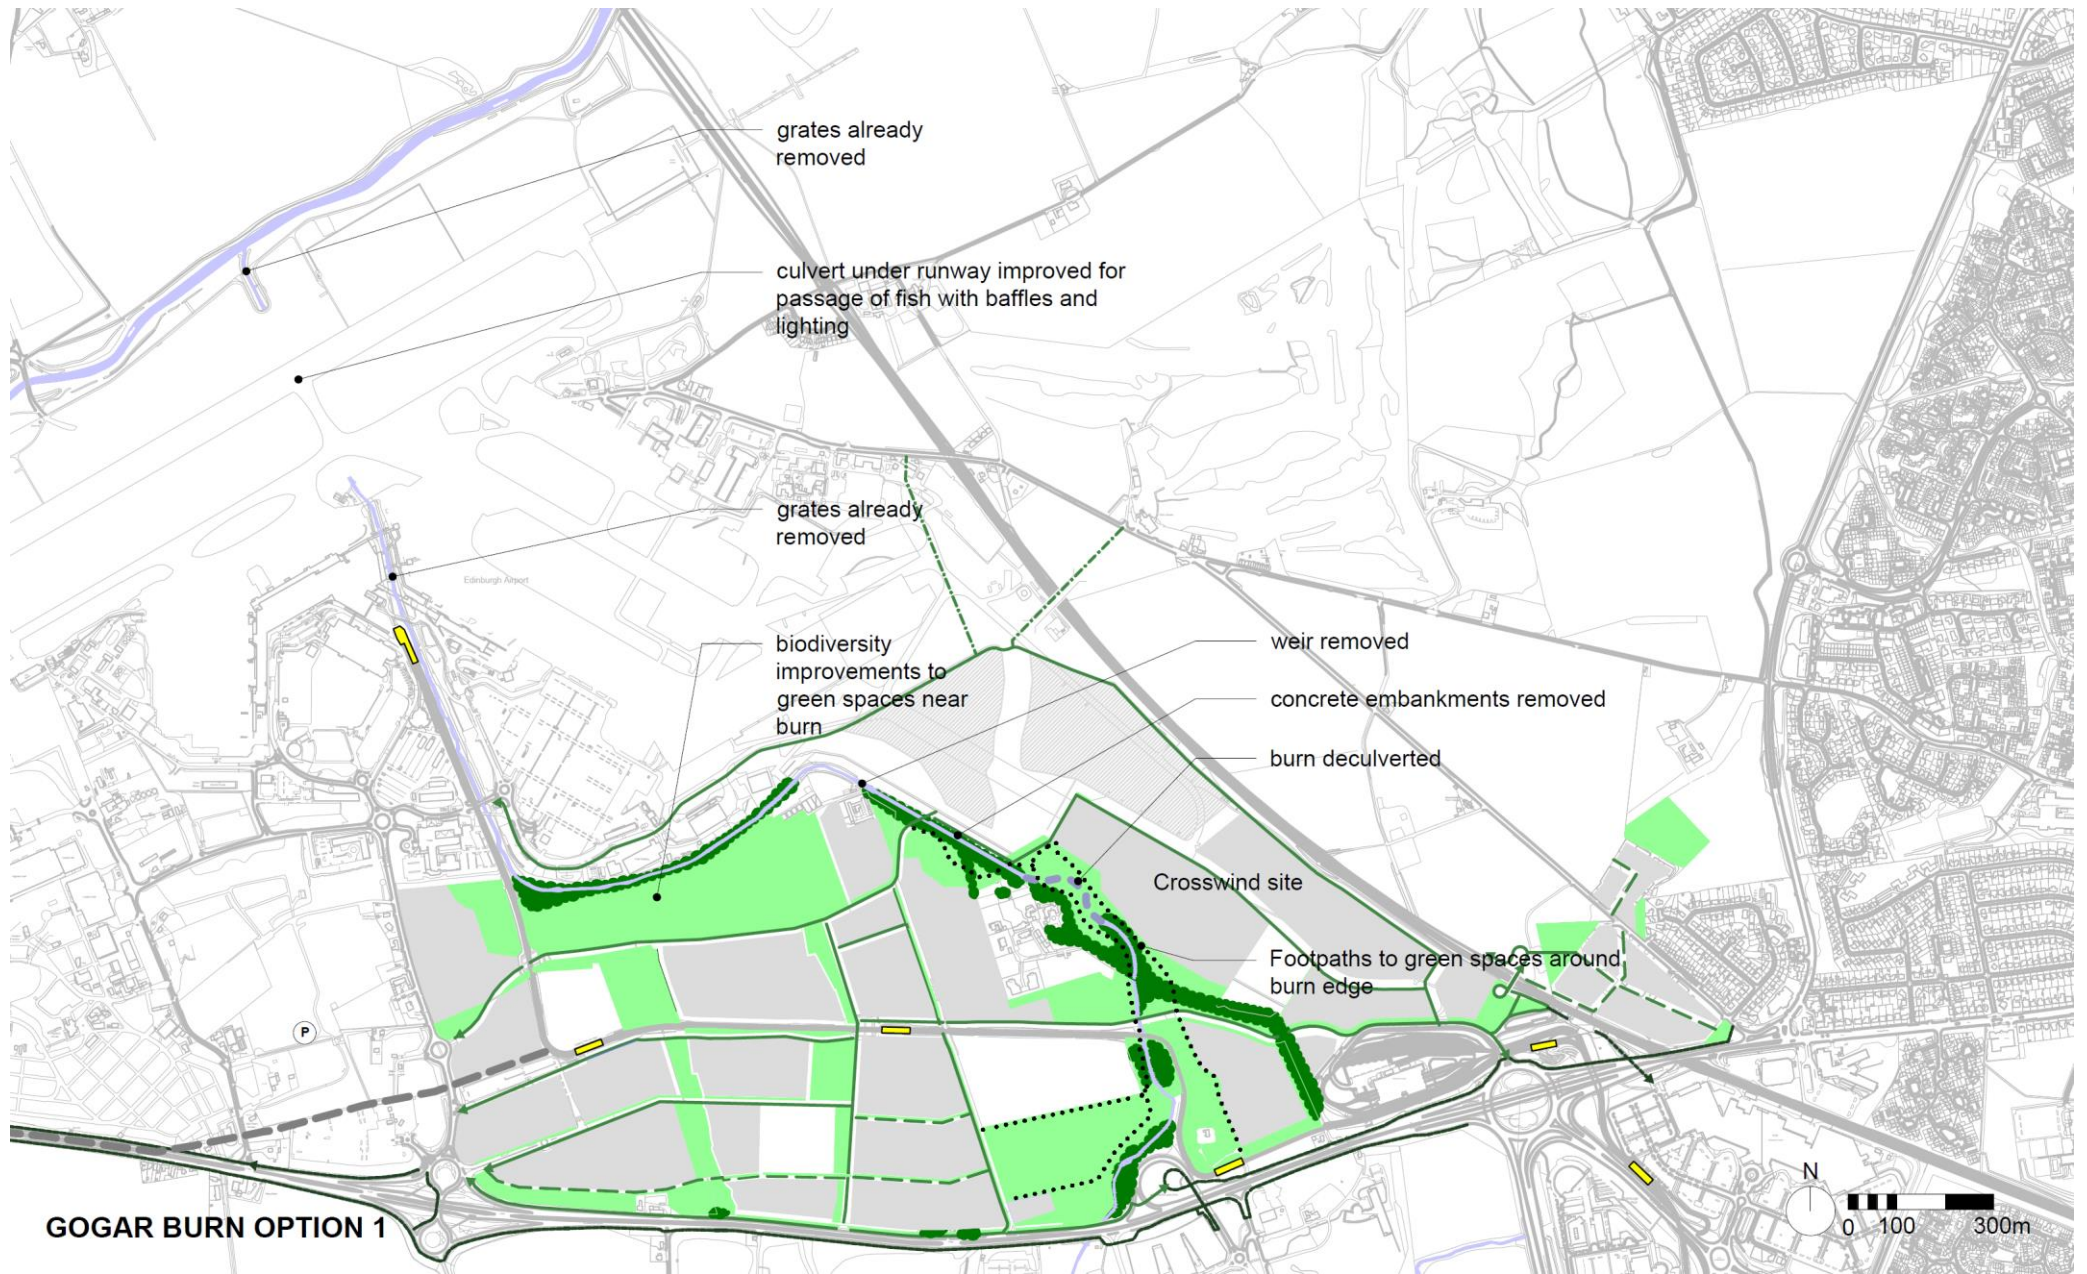 grates already
removed
culvert under runway improved for
passage of fish with baffles and
lighting
grates already
removed
Edinburgh Airport
biodiversity
improvements to
green spaces near
burn
weir removed
concrete embankments removed
burn deculverted
Crosswind site
Footpaths to green spaces around
burn edge
P
N
0 100 300m
GOGAR BURN OPTION 1